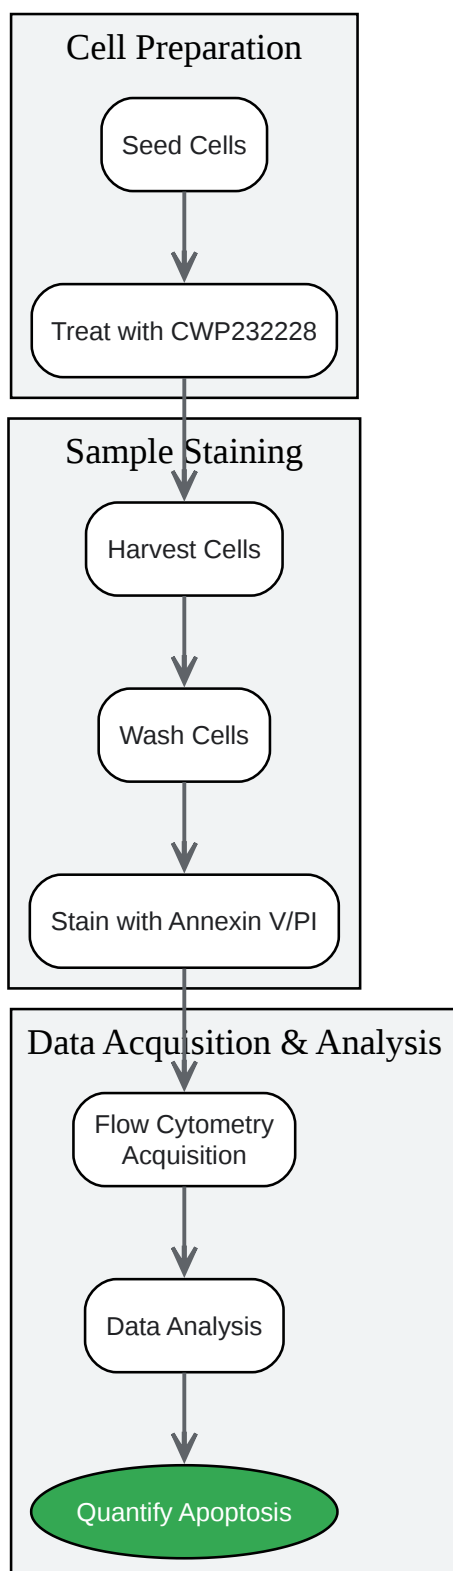 Cell Preparation
Seed Cells
Treat with CWP232228
Sample Staining
Harvest Cells
Wash Cells
Stain with Annexin V/PI
Data Acquisition & Analysis
Flow Cytometry
Acquisition
Data Analysis
Quantify Apoptosis